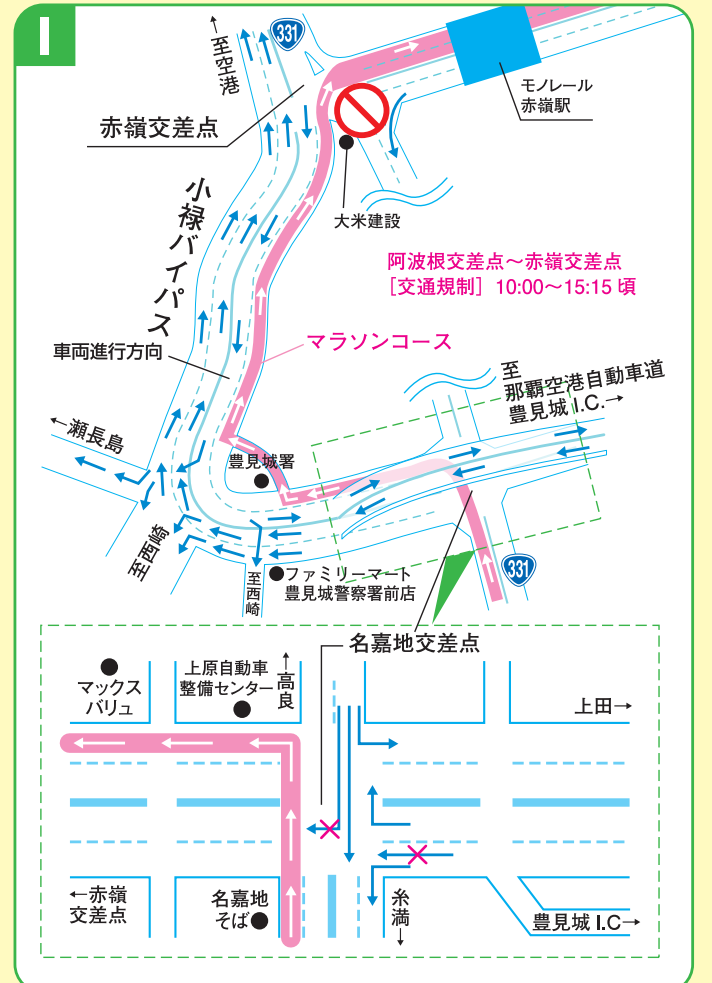 I
↑至空港
331
赤嶺交差点
モノレール
赤嶺駅
大米建設
小禄バイパス
阿波根交差点～赤嶺交差点
［交通規制］10:00～15:15 頃
車両進行方向
マラソンコース
至
那覇空港自動車道
豊見城 I.C.→
←瀬長島
豊見城署
至西崎
至西崎
ファミリーマート
豊見城警察署前店
331
名嘉地交差点
マックス
バリュ
上原自動車
整備センター
←高良
上田→
←赤嶺
交差点
名嘉地
そば
糸満→
豊見城 I.C→